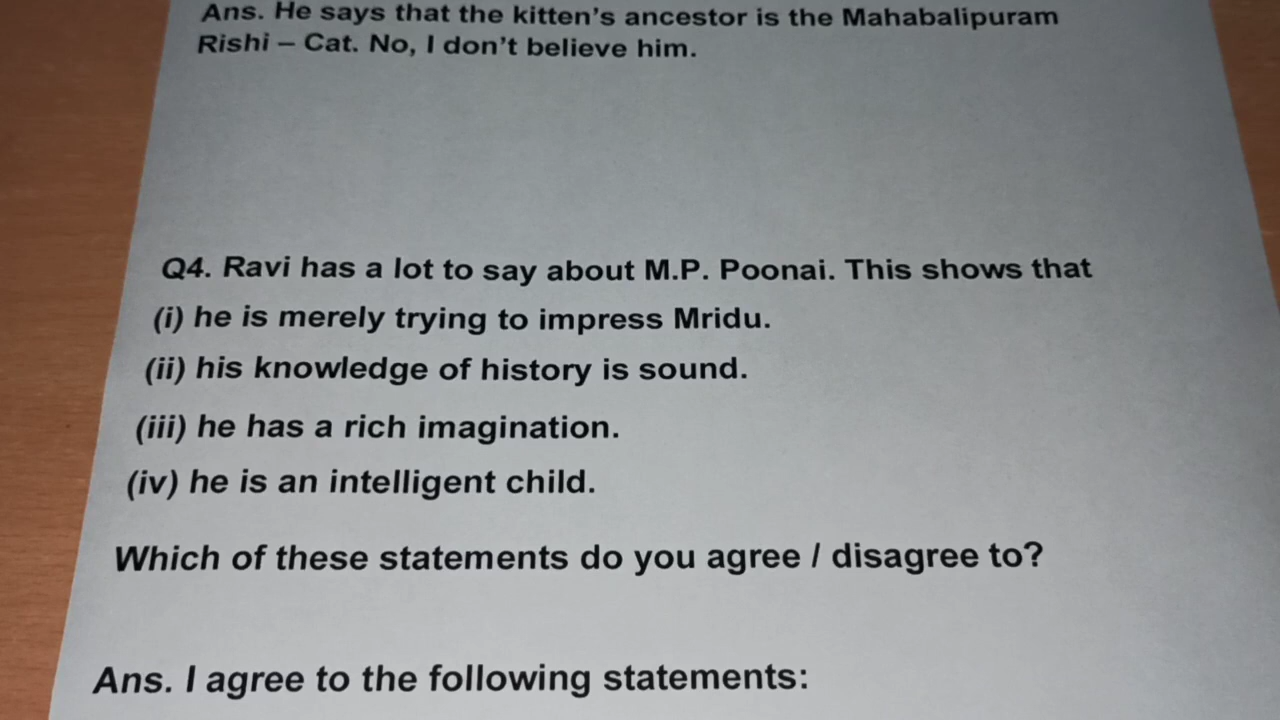 Ans. He says that the kitten's ancestor is the Mahabalipuram
Rishi – Cat. No, I don't believe him.
Q4. Ravi has a lot to say about M.P. Poonai. This shows that
(i) he is merely trying to impress Mridu.
(ii) his knowledge of history is sound.
(iii) he has a rich imagination.
(iv) he is an intelligent child.
Which of these statements do you agree / disagree to?
Ans. I agree to the following statements: